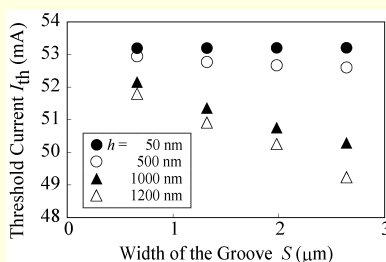 Threshold Current Ith (mA)
54
53
52
51
50
49
48
● h = 50 nm
○ 500 nm
▲ 1000 nm
△ 1200 nm
0 1 2 3
Width of the Groove S (μm)